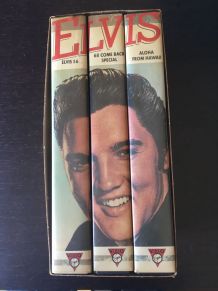 ELVIS
ELVIS 56
68 COME BACK
SPECIAL
ALOHA
FROM HAWAII